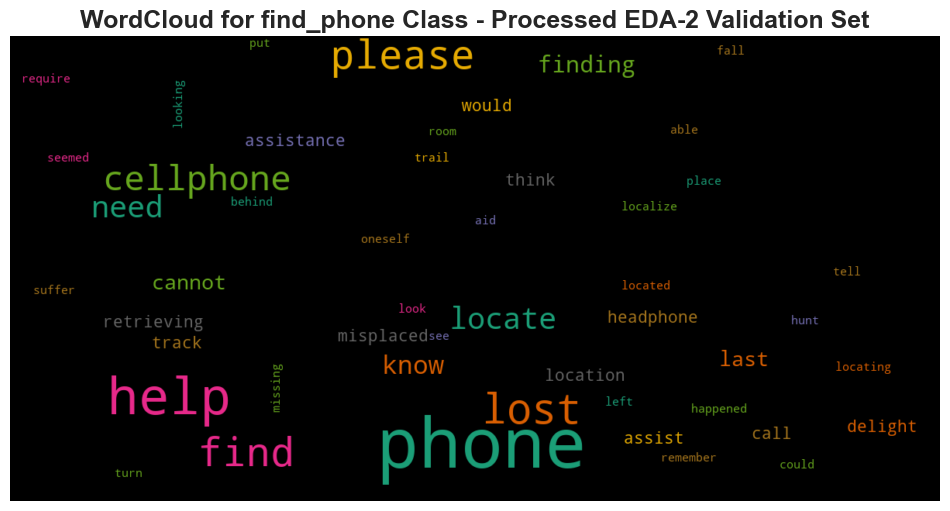 WordCloud for find_phone Class - Processed EDA-2 Validation Set
put
please
fall
finding
require
looking
would
room
able
assistance
seemed
trail
cellphone
think
place
need
behind
localize
aid
oneself
tell
cannot
suffer
located
look
locate
headphone
hunt
retrieving
misplaced
see
track
know
last
locating
location
missing
help
lost
left
happened
phone
find
assist
call
delight
remember
could
turn